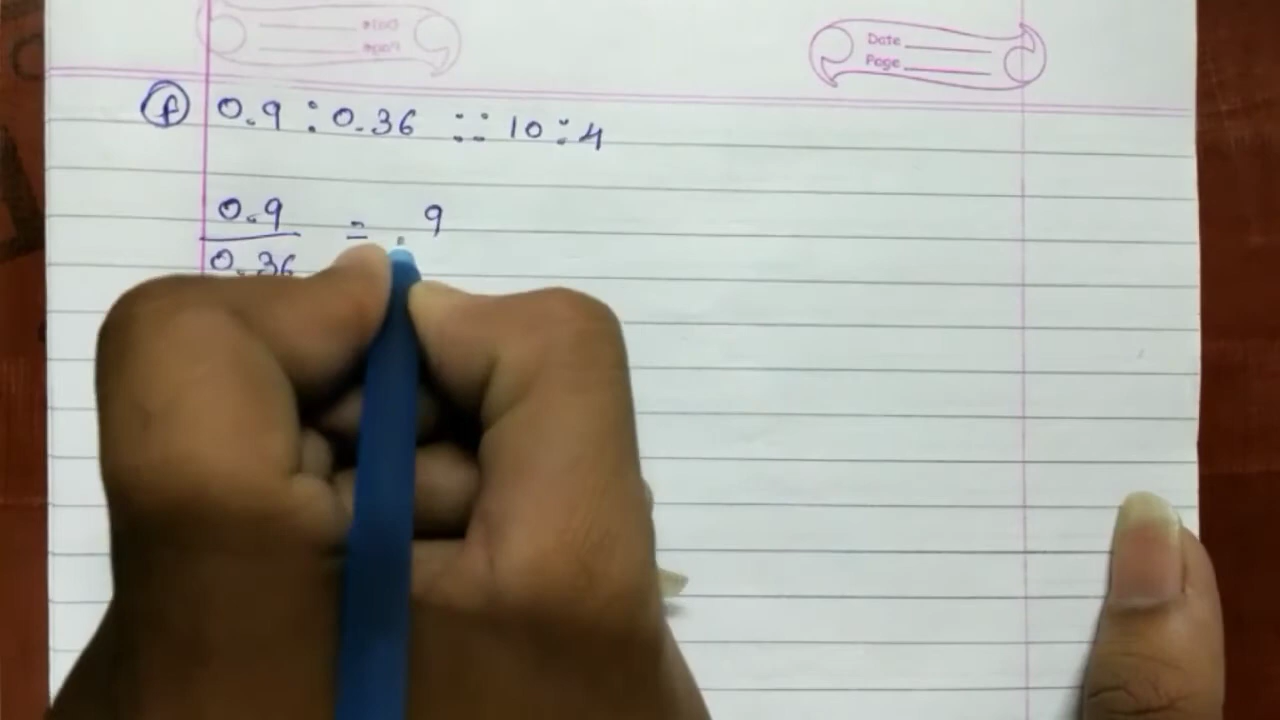 Date
Page
(f) 0.9 : 0.36 :: 10 : 4
0.9 = 9
0.36